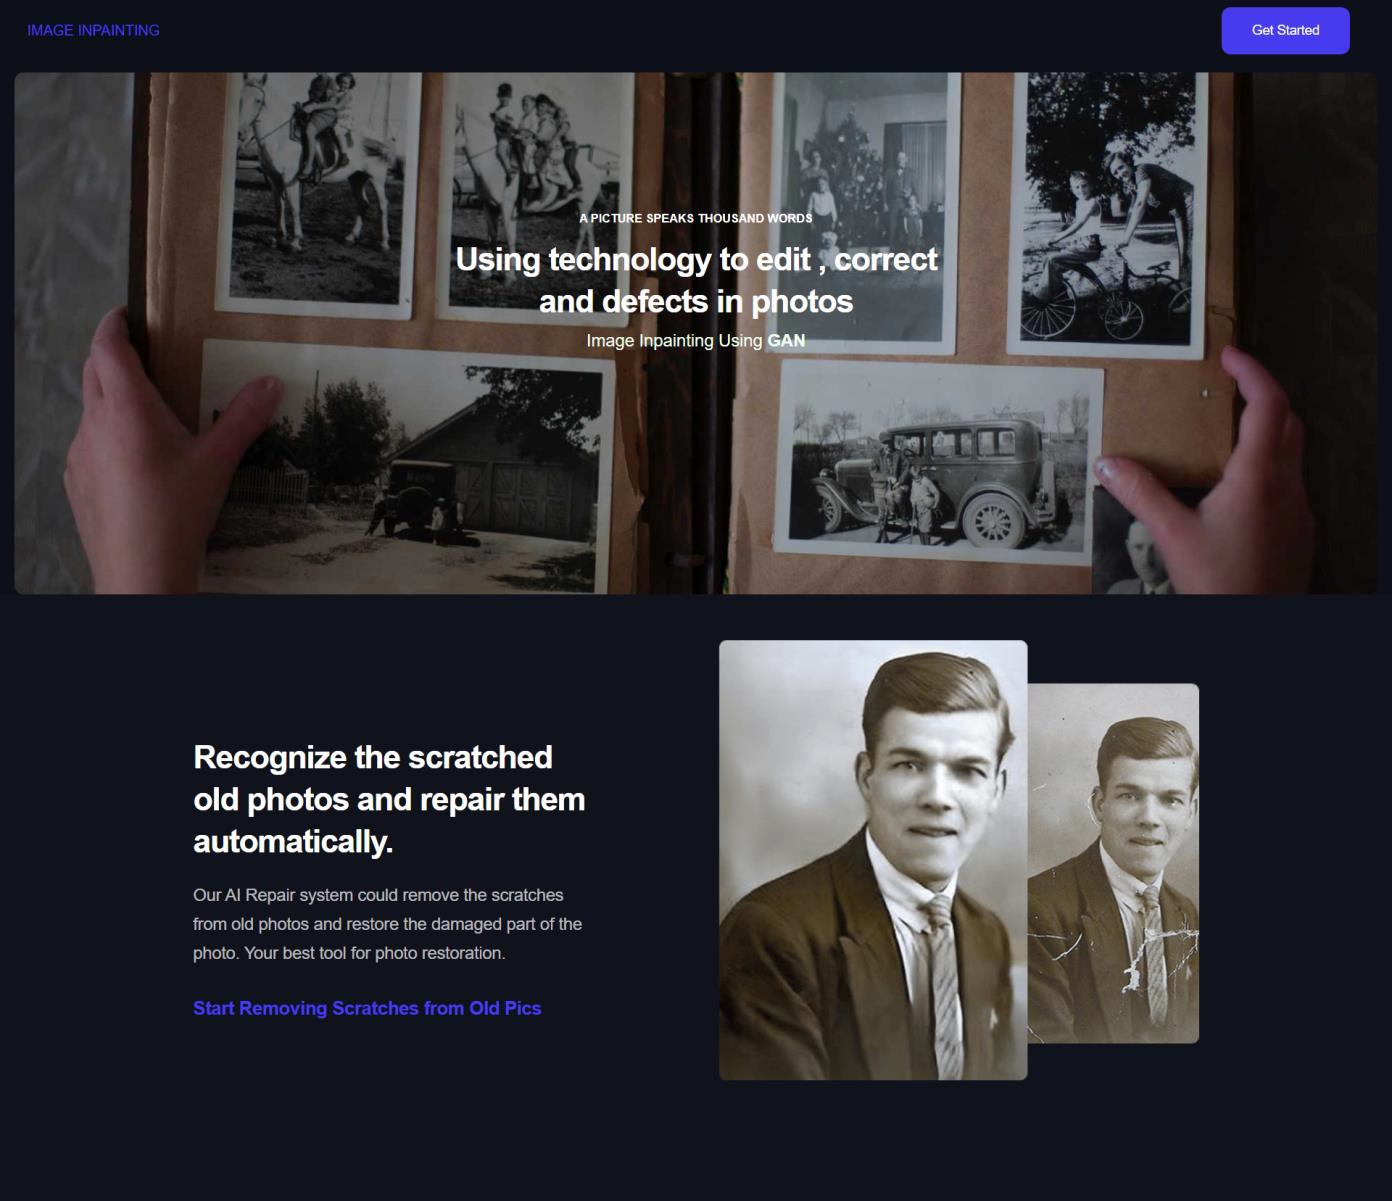 IMAGE INPAINTING
Get Started
A PICTURE SPEAKS THOUSAND WORDS
Using technology to edit , correct
and defects in photos
Image Inpainting Using GAN
Recognize the scratched
old photos and repair them
automatically.
Our AI Repair system could remove the scratches
from old photos and restore the damaged part of the
photo. Your best tool for photo restoration.
Start Removing Scratches from Old Pics